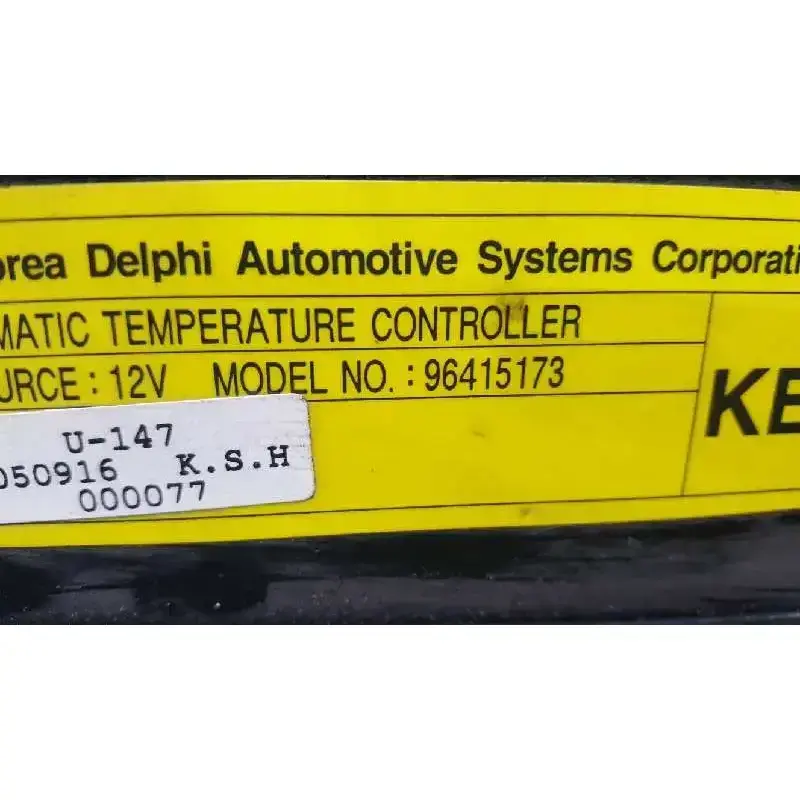 orea Delphi Automotive Systems Corporati
MATIC TEMPERATURE CONTROLLER
URCE : 12V MODEL NO. : 96415173
KE
U-147
050916 K.S.H
000077